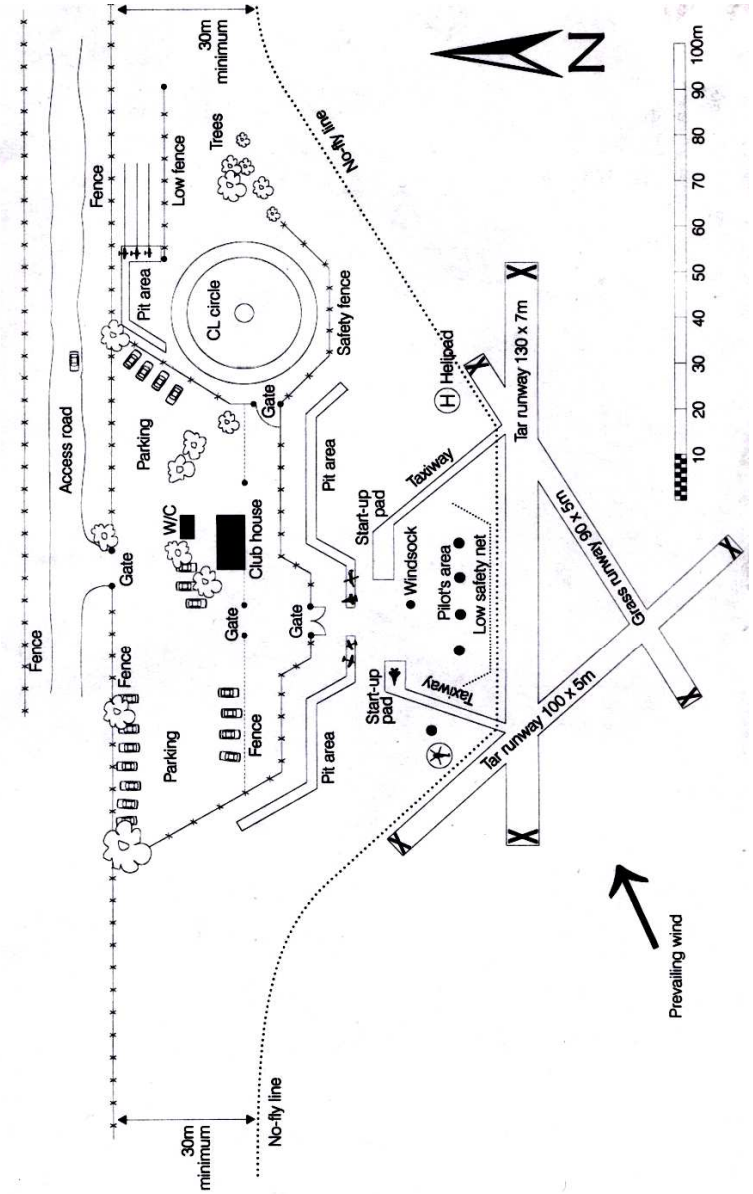 Fence
Access road
Fence
Fence
Gate
30m
minimum
30m
minimum
Parking
Parking
W/C
Pit area
Low fence
Trees
CL circle
Fence
Gate
Club house
Gate
Gate
No-fly line
Pit area
Pit area
Safety fence
No-fly line
Start-up
pad
Start-up
pad
Windsock
Taxiway
Taxiway
H Helipad
Pilot's area
Low safety net
Tar runway 100 x 5m
Tar runway 130 x 7m
Grass runway 90 x 5m
X
X
X
X
X
X
N
Prevailing wind
10 20 30 40 50 60 70 80 90 100m